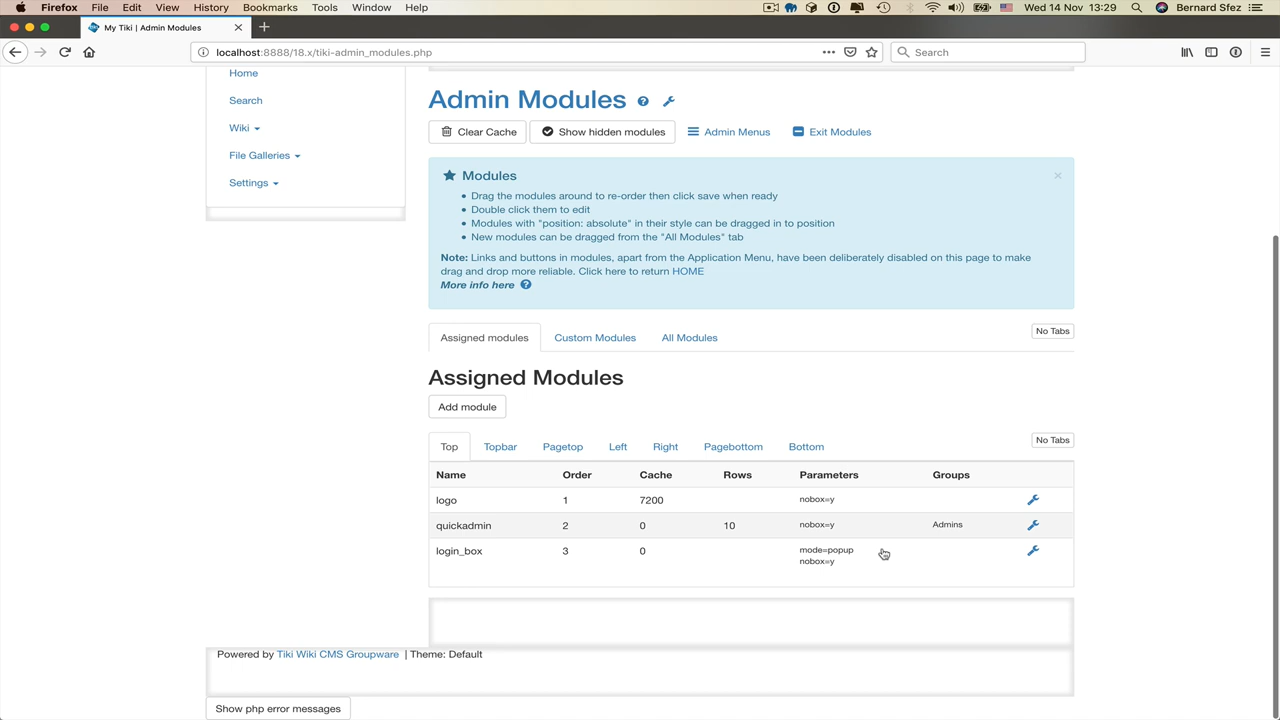 Firefox File Edit View History Bookmarks Tools Window Help Wed 14 Nov 13:29 Bernard Sfez
My Tiki | Admin Modules
localhost:8888/18.x/tiki-admin_modules.php Search
Home
Search
Wiki
File Galleries
Settings
Admin Modules
Clear Cache Show hidden modules Admin Menus Exit Modules
Modules
• Drag the modules around to re-order then click save when ready
• Double click them to edit
• Modules with "position: absolute" in their style can be dragged in to position
• New modules can be dragged from the "All Modules" tab
Note: Links and buttons in modules, apart from the Application Menu, have been deliberately disabled on this page to make
drag and drop more reliable. Click here to return HOME
More info here
Assigned modules Custom Modules All Modules No Tabs
Assigned Modules
Add module
Top Topbar Pagetop Left Right Pagebottom Bottom No Tabs
Name Order Cache Rows Parameters Groups
logo 1 7200 nobox=y
quickadmin 2 0 10 nobox=y Admins
login_box 3 0 mode=popup
nobox=y
Powered by Tiki Wiki CMS Groupware | Theme: Default
Show php error messages